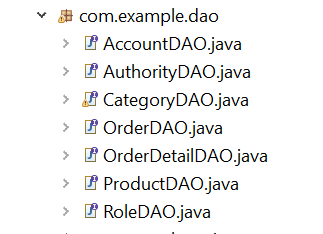 com.example.dao
AccountDAO.java
AuthorityDAO.java
CategoryDAO.java
OrderDAO.java
OrderDetailDAO.java
ProductDAO.java
RoleDAO.java